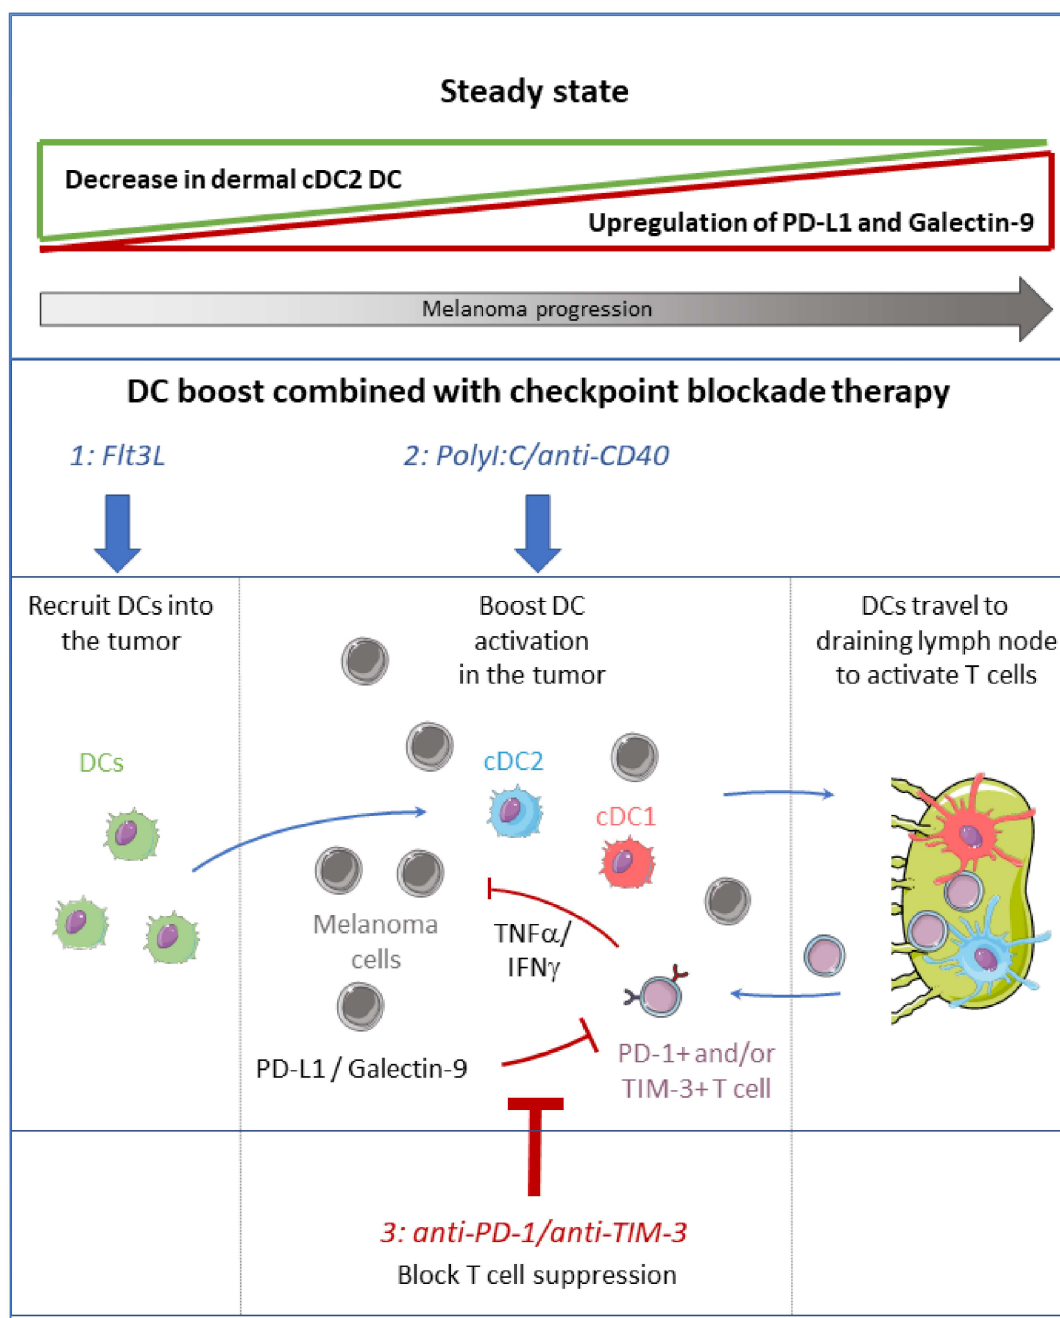 Steady state
Decrease in dermal cDC2 DC
Upregulation of PD-L1 and Galectin-9
Melanoma progression
DC boost combined with checkpoint blockade therapy
1: Flt3L
2: PolyI:C/anti-CD40
Recruit DCs into
the tumor
Boost DC
activation
in the tumor
DCs travel to
draining lymph node
to activate T cells
DCs
cDC2
cDC1
Melanoma
cells
TNFα/
IFNγ
PD-L1 / Galectin-9
PD-1+ and/or
TIM-3+ T cell
3: anti-PD-1/anti-TIM-3
Block T cell suppression